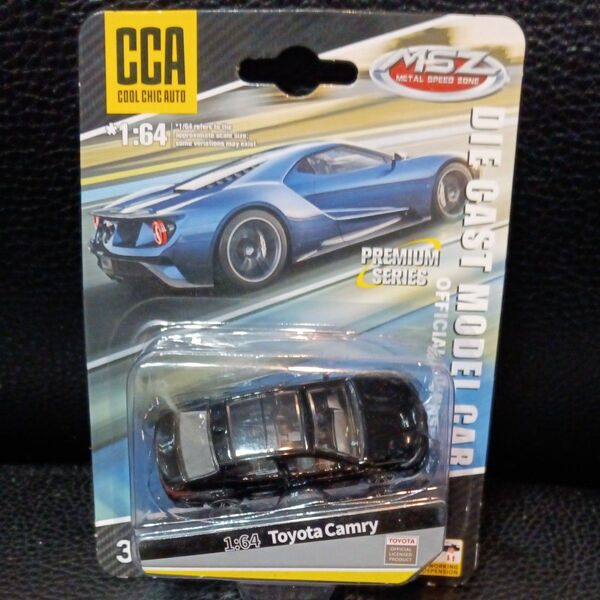 CCA
COOL CHIC AUTO
*1:64
*1/64 refers to the
approximate scale size,
some variations may exist.
MSZ
METAL SPEED ZONE
DIE CAST MODEL CAR
OFFICIAL
PREMIUM
SERIES
3
1:64 Toyota Camry
TOYOTA
OFFICIAL
LICENSED
PRODUCT
WORKING